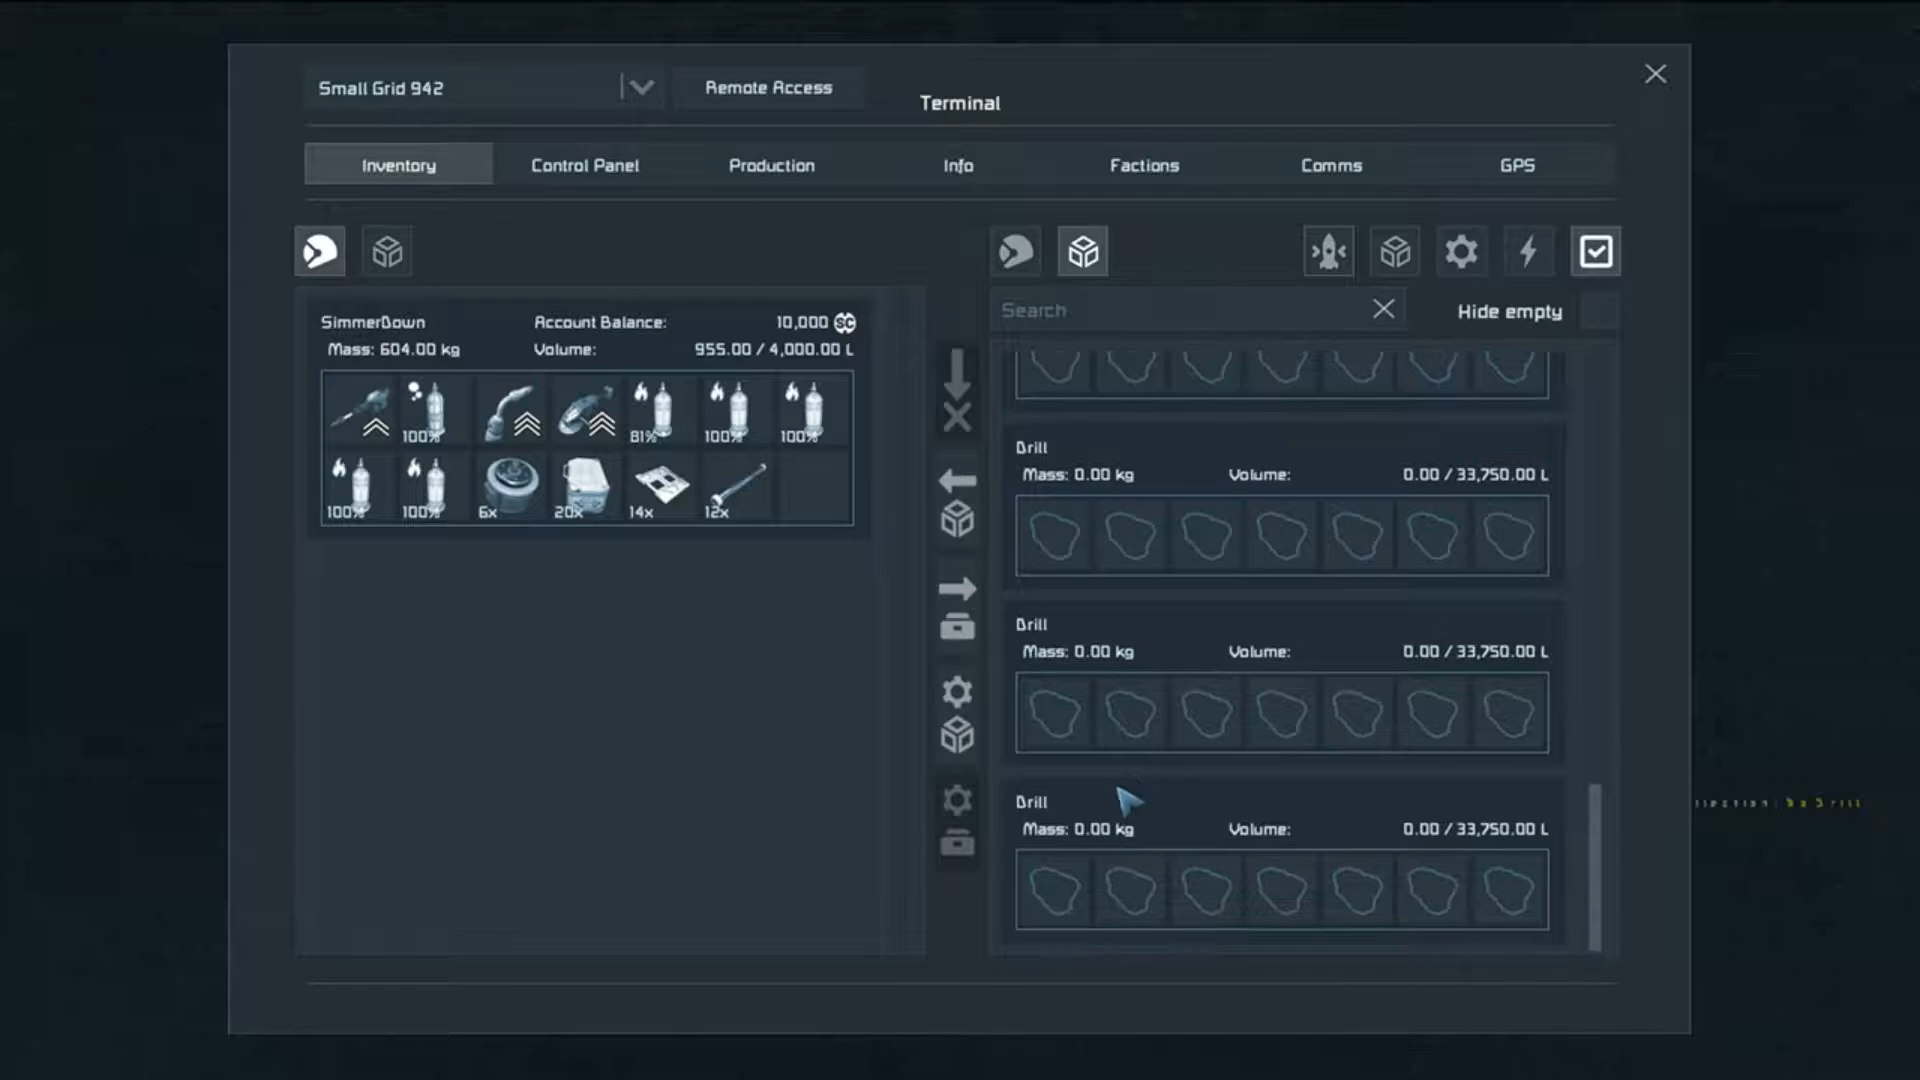 Small Grid 942
Remote Access
Terminal
Inventory
Control Panel
Production
Info
Factions
Comms
GPS
SimmerDown
Account Balance:
10,000 SC
Mass: 604.00 kg
Volume:
955.00 / 4,000.00 L
100%
81%
100%
100%
100%
100%
6x
20x
14x
12x
Search
Hide empty
Drill
Mass: 0.00 kg
Volume:
0.00 / 33,750.00 L
Drill
Mass: 0.00 kg
Volume:
0.00 / 33,750.00 L
Drill
Mass: 0.00 kg
Volume:
0.00 / 33,750.00 L